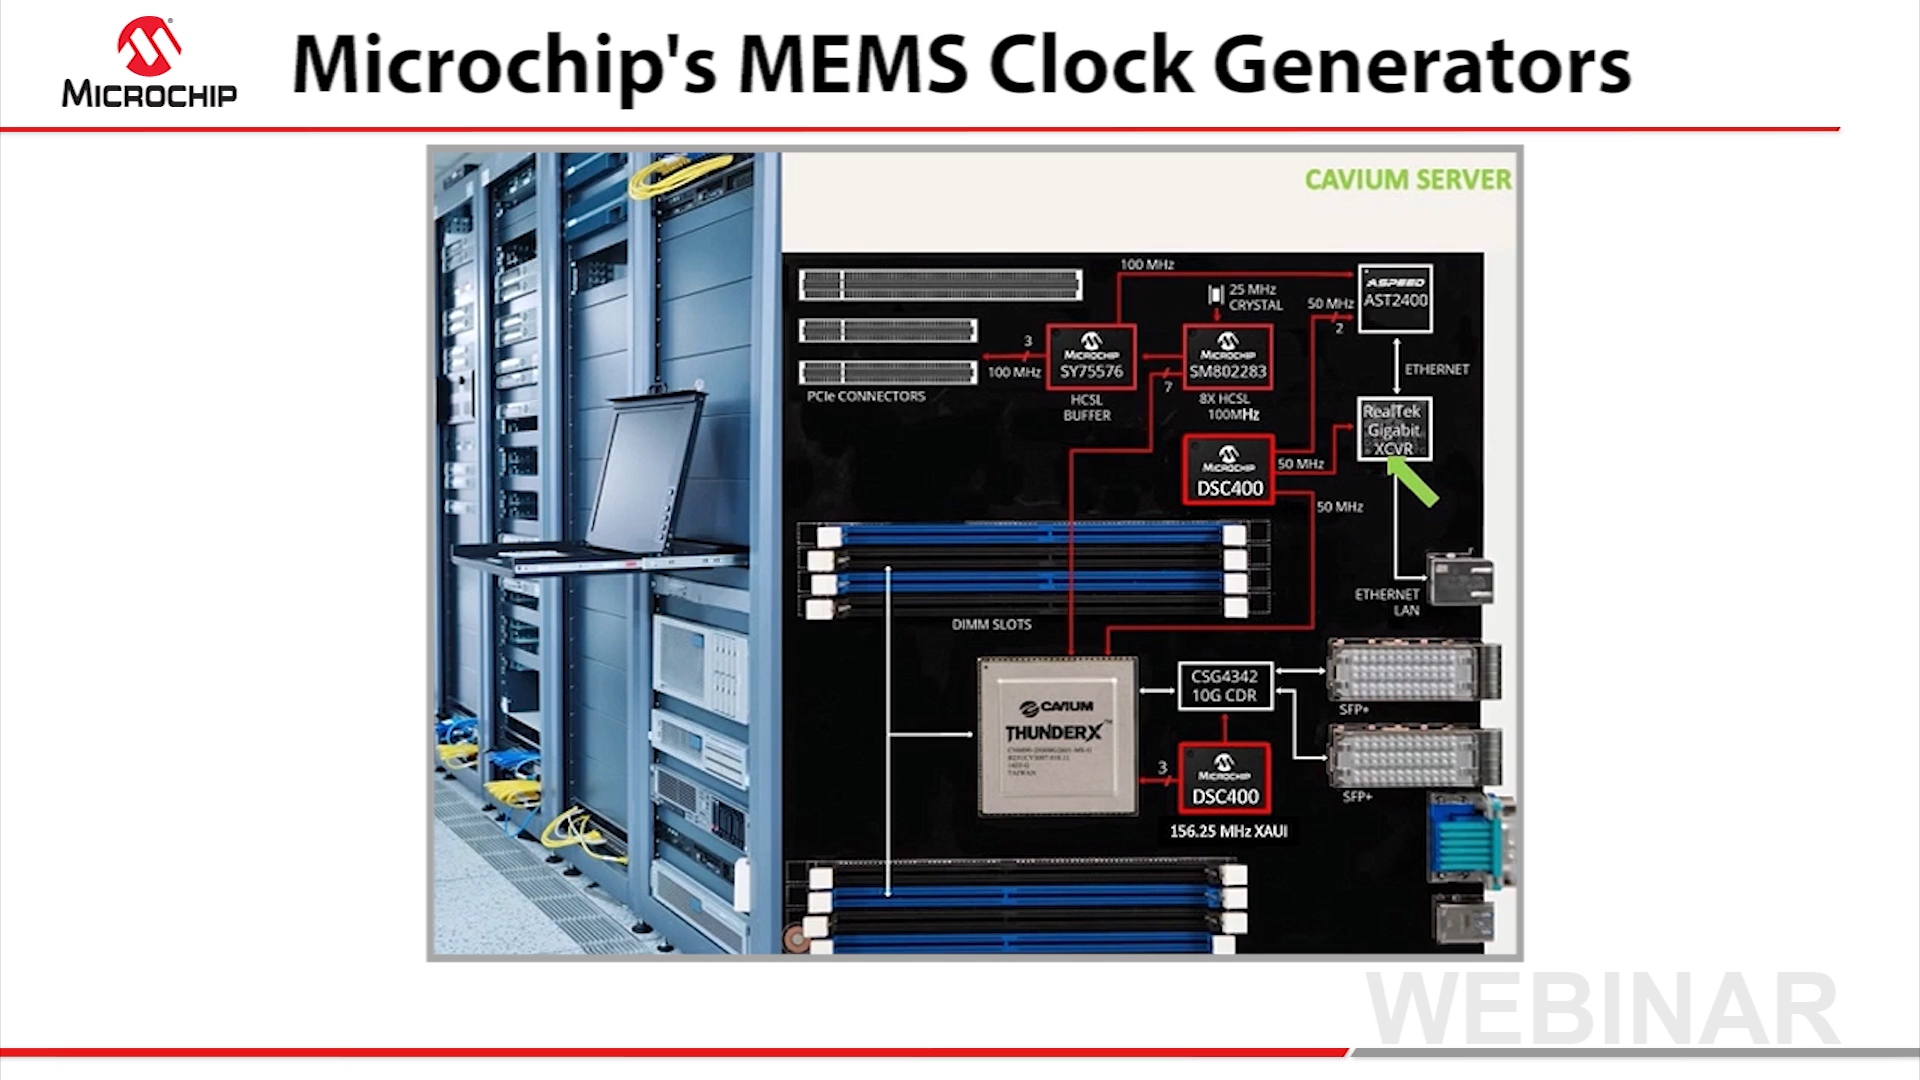 MICROCHIP
Microchip's MEMS Clock Generators
CAVIUM SERVER
100 MHz
25 MHz
CRYSTAL
50 MHz
2
ASPEED
AST2400
3
100 MHz
MICROCHIP
SY75576
HCSL
BUFFER
MICROCHIP
SM802283
7
8X HCSL
100MHz
PCIe CONNECTORS
ETHERNET
RealTek
Gigabit
XCVR
MICROCHIP
DSC400
50 MHz
50 MHz
ETHERNET
LAN
DIMM SLOTS
CAVIUM
THUNDERX™
TAIWAN
CSG4342
10G CDR
SFP+
3
MICROCHIP
DSC400
156.25 MHz XAUI
SFP+
WEBINAR